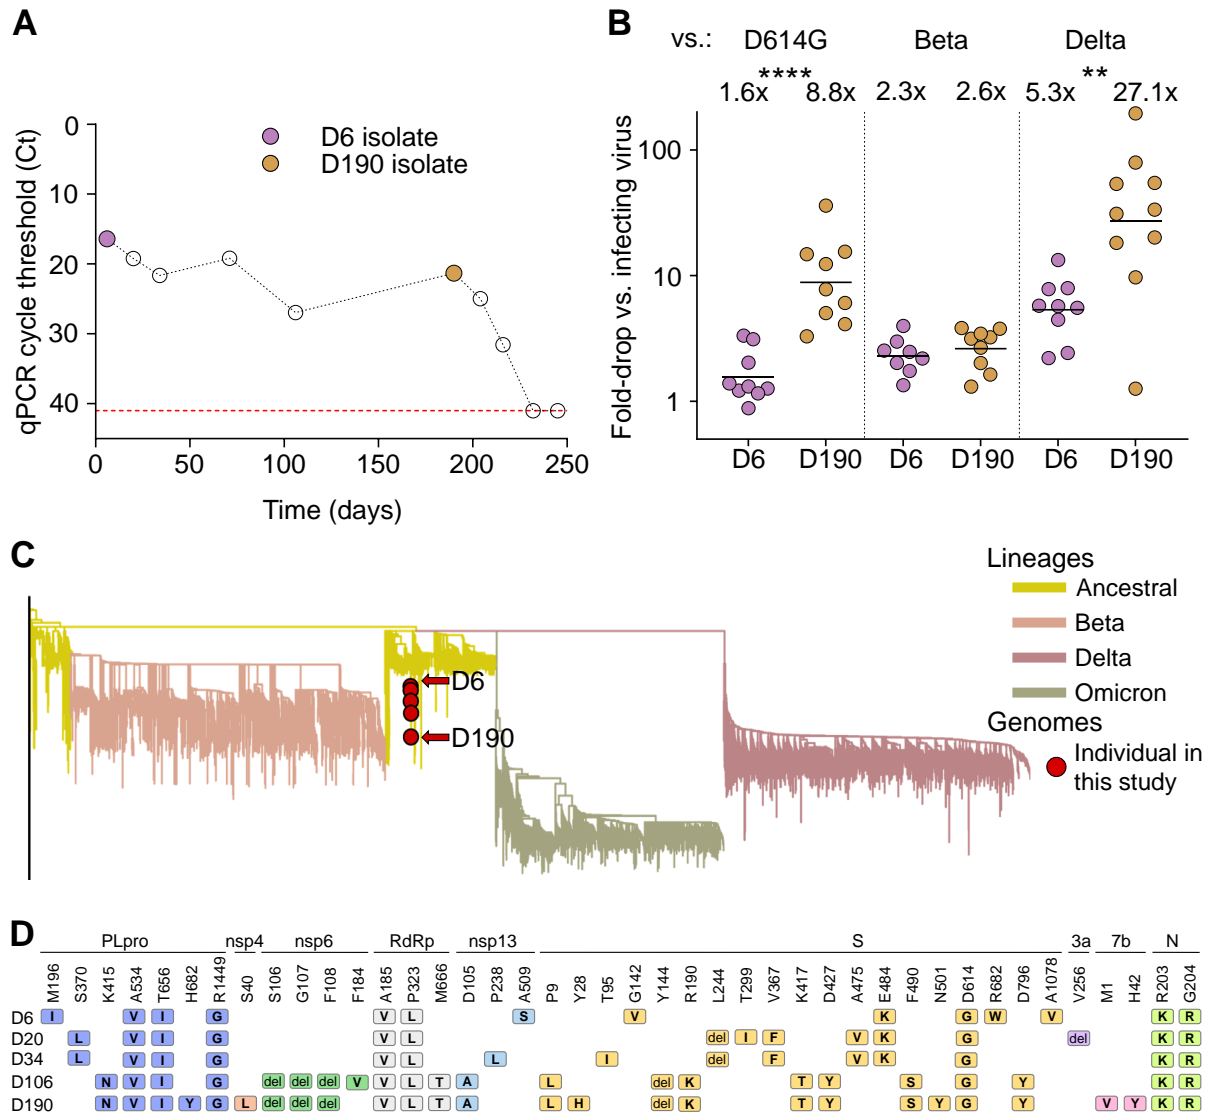 A
qPCR cycle threshold (Ct)
0
10
20
30
40
D6 isolate
D190 isolate
0 50 100 150 200 250
Time (days)
B
vs.: D614G Beta Delta
**** **
1.6x 8.8x 2.3x 2.6x 5.3x 27.1x
Fold-drop vs. infecting virus
100
10
1
D6 D190 D6 D190 D6 D190
C
Lineages
Ancestral
Beta
Delta
Omicron
Genomes
Individual in
this study
D6
D190
D
PLpro nsp4 nsp6 RdRp nsp13 S 3a 7b N
M196 S370 K415 A534 T656 H682 R1449 S40 S106 G107 F108 F184 A185 P323 M666 D105 P238 A509 P9 Y28 T95 G142 Y144 R190 L244 T299 V367 K417 D427 A475 E484 F490 N501 D614 R682 D796 A1078 V256 M1 H42 R203 G204
D6 I V I G V L S V K G W V K R
D20 L V I G V L del I F V K G del K R
D34 L V I G V L L I del F V K G K R
D106 N V I G del del del V V L T A L del K T Y S G Y K R
D190 N V I Y G L del del del V L T A L H del K T Y S Y G Y V Y K R